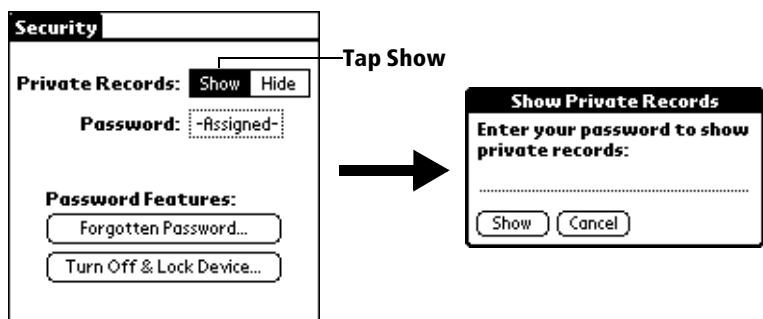 Security
Tap Show
Private Records: Show Hide
Password: -Assigned-
Password Features:
Forgotten Password...
Turn Off & Lock Device...
Show Private Records
Enter your password to show
private records:
Show Cancel